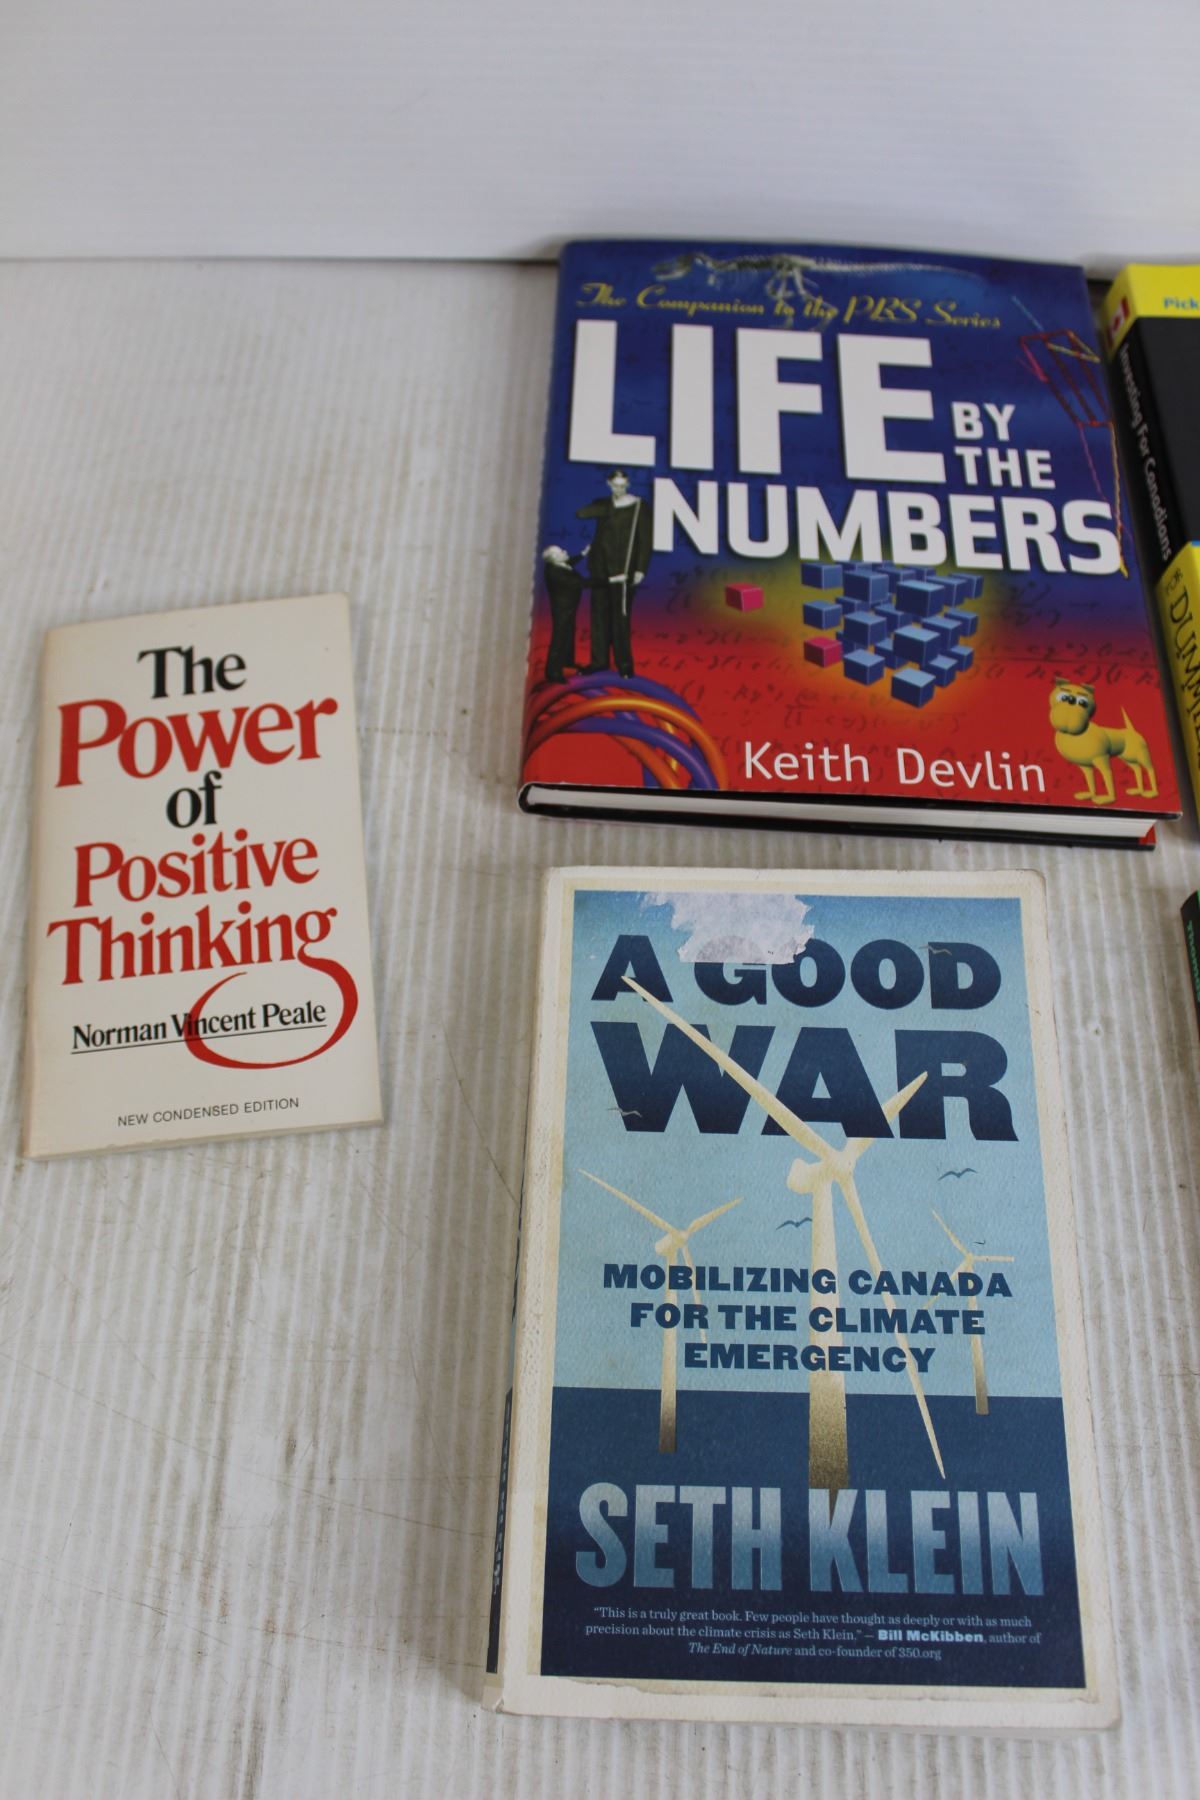 The
Power
of
Positive
Thinking
Norman Vincent Peale
NEW CONDENSED EDITION
The Companion to the PBS Series
LIFE
BY
THE
NUMBERS
Keith Devlin
A GOOD
WAR
MOBILIZING CANADA
FOR THE CLIMATE
EMERGENCY
SETH KLEIN
“This is a truly great book. Few people have thought as deeply or with as much
precision about the climate crisis as Seth Klein.” — Bill McKibben, author of
The End of Nature and co-founder of 350.org
Pick
Investing For Canadians
FOR